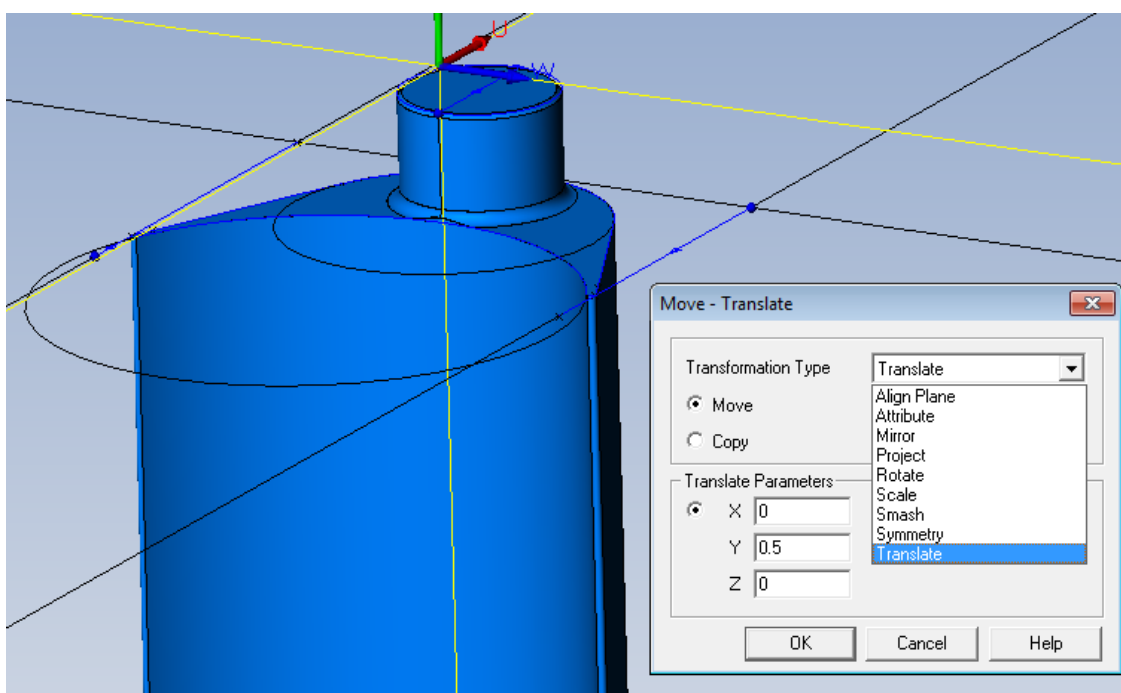 U
W
Move - Translate
Transformation Type
Translate
Move
Copy
Align Plane
Attribute
Mirror
Project
Rotate
Scale
Smash
Symmetry
Translate
Translate Parameters
X 0
Y 0.5
Z 0
OK Cancel Help